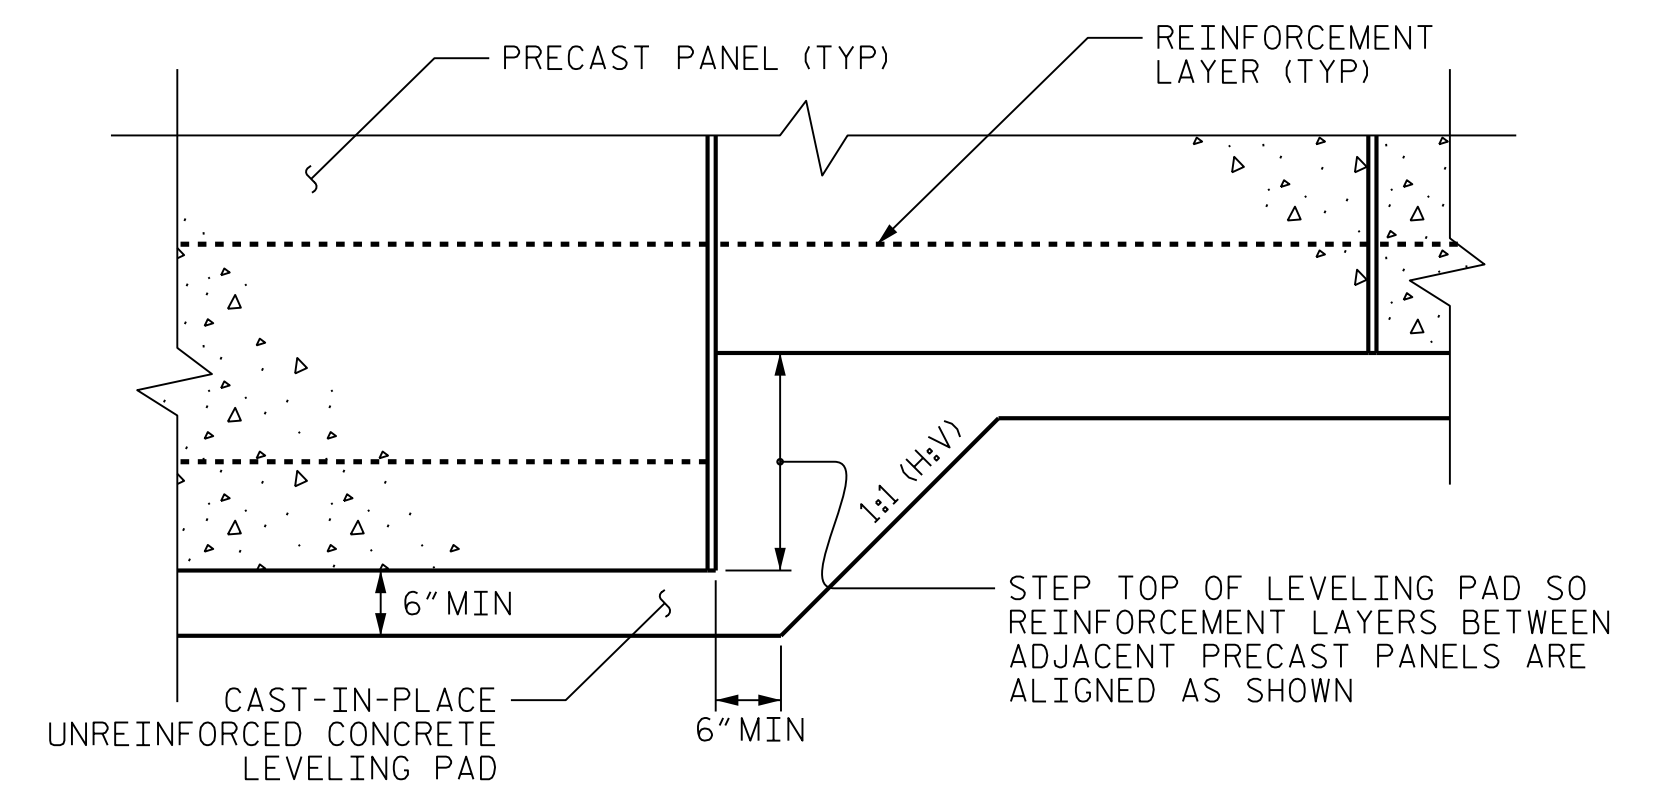 PRECAST PANEL (TYP)
REINFORCEMENT
LAYER (TYP)
1:1 (H:V)
6" MIN
STEP TOP OF LEVELING PAD SO
REINFORCEMENT LAYERS BETWEEN
ADJACENT PRECAST PANELS ARE
ALIGNED AS SHOWN
CAST-IN-PLACE
UNREINFORCED CONCRETE
LEVELING PAD
6" MIN